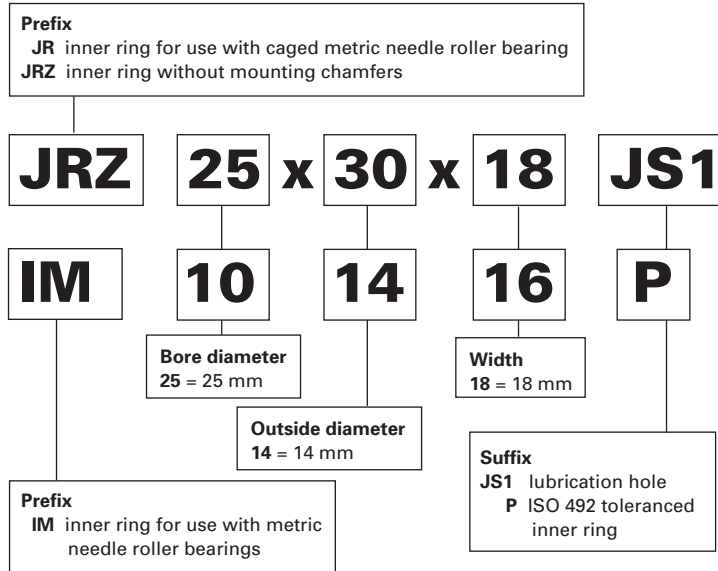 Prefix
JR inner ring for use with caged metric needle roller bearing
JRZ inner ring without mounting chamfers
JRZ 25 x 30 x 18 JS1
IM 10 14 16 P
Bore diameter
25 = 25 mm
Width
18 = 18 mm
Outside diameter
14 = 14 mm
Suffix
JS1 lubrication hole
P ISO 492 toleranced
inner ring
Prefix
IM inner ring for use with metric
needle roller bearings